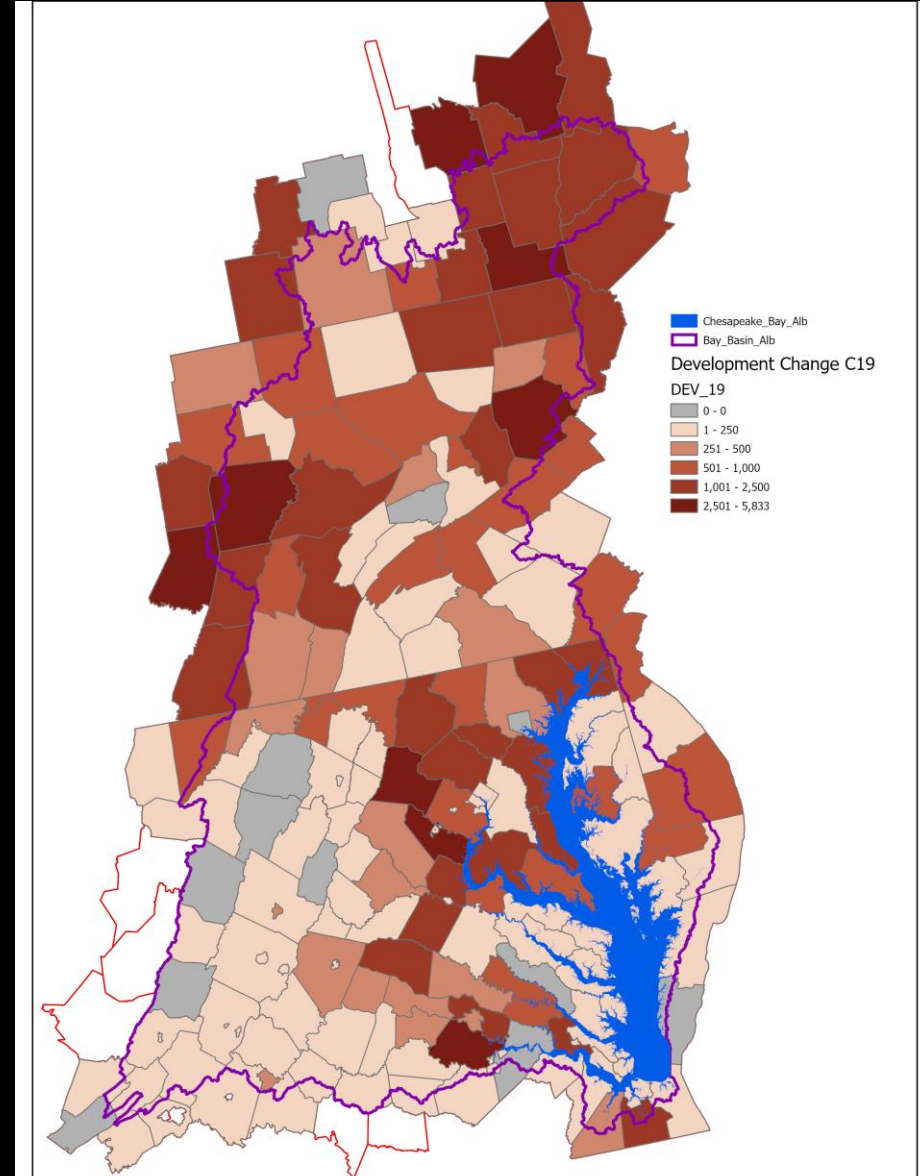 Chesapeake_Bay_Alb
Bay_Basin_Alb
Development Change C19
DEV_19
0 - 0
1 - 250
251 - 500
501 - 1,000
1,001 - 2,500
2,501 - 5,833